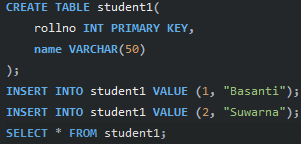 CREATE TABLE student1(
    rollno INT PRIMARY KEY,
    name VARCHAR(50)
);
INSERT INTO student1 VALUE (1, "Basanti");
INSERT INTO student1 VALUE (2, "Suwarna");
SELECT * FROM student1;